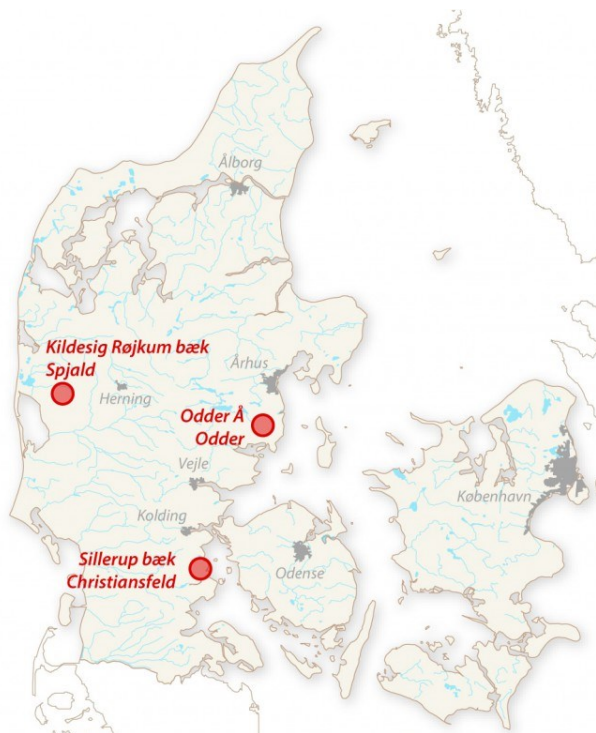 Ålborg
Kildesig Røjkum bæk
Spjald
Århus
Herning
Odder Å
Odder
Vejle
København
Kolding
Sillerup bæk
Christiansfeld
Odense